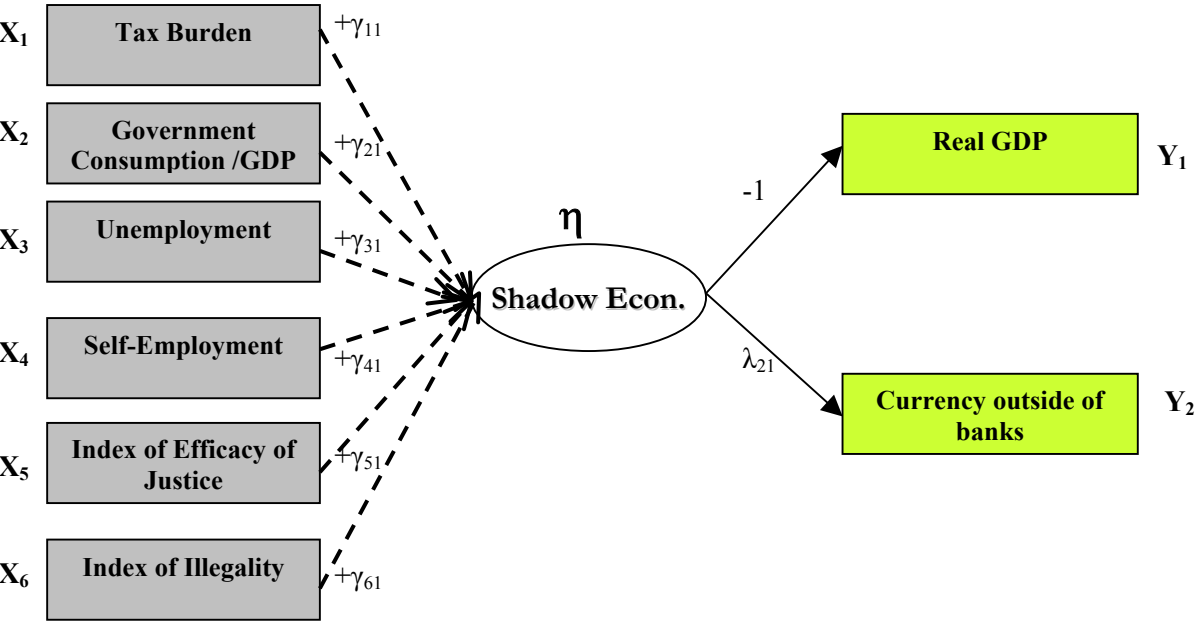 X₁
Tax Burden
+γ₁₁
X₂
Government
Consumption /GDP
+γ₂₁
X₃
Unemployment
+γ₃₁
X₄
Self-Employment
+γ₄₁
X₅
Index of Efficacy of
Justice
+γ₅₁
X₆
Index of Illegality
+γ₆₁
η
Shadow Econ.
-1
λ₂₁
Real GDP
Y₁
Currency outside of
banks
Y₂